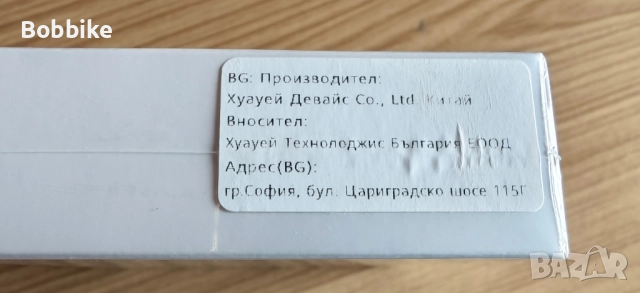 Bobbike
BG: Производител:
Хуауей Девайс Co., Ltd. Китай
Вносител:
Хуауей Технолоджис България ЕООД
Адрес(BG):
гр.София, бул. Цариградско шосе 115Г
BAZAR